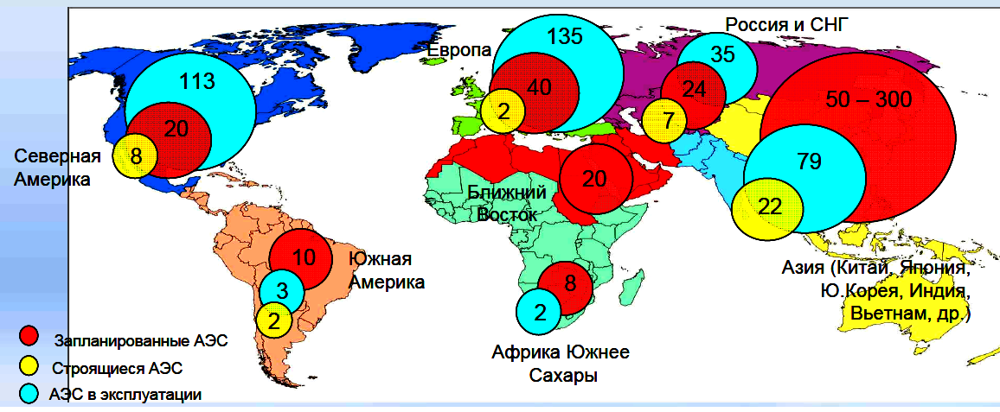 Россия и СНГ
Европа
135
35
113
40
24
50 – 300
2
7
20
8
79
22
Северная
Америка
20
Ближний
Восток
10
Южная
Америка
3
2
8
2
Азия (Китай, Япония,
Ю.Корея, Индия,
Вьетнам, др.)
Африка Южнее
Сахары
Запланированные АЭС
Строящиеся АЭС
АЭС в эксплуатации